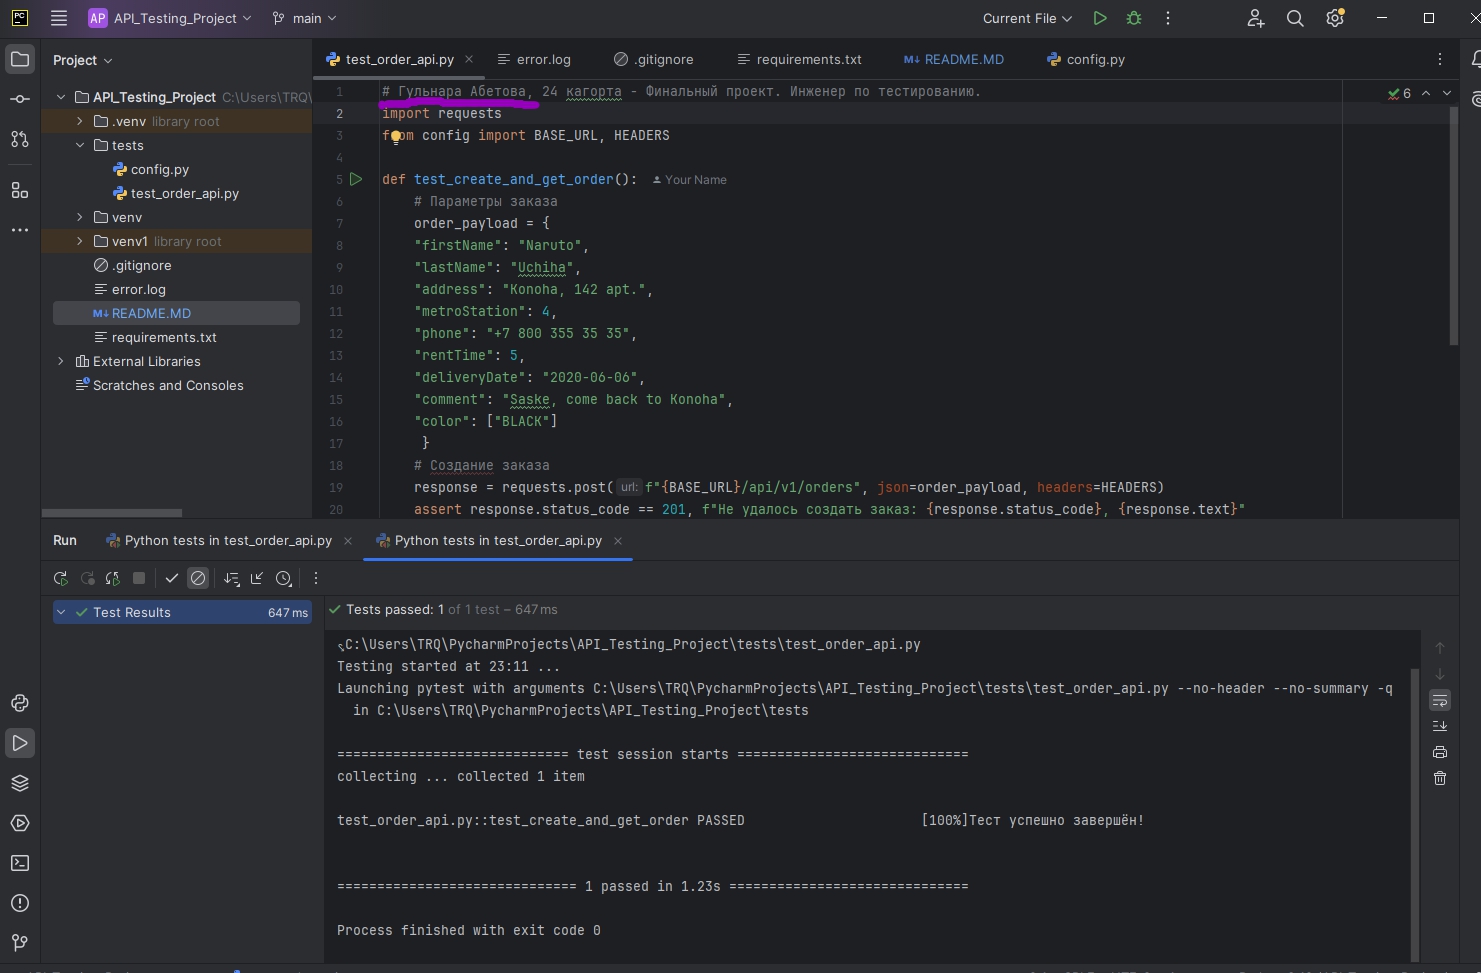 PC
AP API_Testing_Project main Current File
Project
test_order_api.py error.log .gitignore requirements.txt README.MD config.py
API_Testing_Project C:\Users\TRQ\
.venv library root
tests
config.py
test_order_api.py
venv
venv1 library root
.gitignore
error.log
README.MD
requirements.txt
External Libraries
Scratches and Consoles
6
1 # Гульнара Абетова, 24 кагорта - Финальный проект. Инженер по тестированию.
2 import requests
3 from config import BASE_URL, HEADERS
4
5 def test_create_and_get_order(): Your Name
6 # Параметры заказа
7 order_payload = {
8 "firstName": "Naruto",
9 "lastName": "Uchiha",
10 "address": "Konoha, 142 apt.",
11 "metroStation": 4,
12 "phone": "+7 800 355 35 35",
13 "rentTime": 5,
14 "deliveryDate": "2020-06-06",
15 "comment": "Saske, come back to Konoha",
16 "color": ["BLACK"]
17 }
18 # Создание заказа
19 response = requests.post( url: f"{BASE_URL}/api/v1/orders", json=order_payload, headers=HEADERS)
20 assert response.status_code == 201, f"Не удалось создать заказ: {response.status_code}, {response.text}"
Run Python tests in test_order_api.py Python tests in test_order_api.py
Test Results 647 ms
Tests passed: 1 of 1 test – 647 ms
C:\Users\TRQ\PycharmProjects\API_Testing_Project\tests\test_order_api.py
Testing started at 23:11 ...
Launching pytest with arguments C:\Users\TRQ\PycharmProjects\API_Testing_Project\tests\test_order_api.py --no-header --no-summary -q
in C:\Users\TRQ\PycharmProjects\API_Testing_Project\tests
============================= test session starts =============================
collecting ... collected 1 item
test_order_api.py::test_create_and_get_order PASSED [100%]Тест успешно завершён!
============================== 1 passed in 1.23s ==============================
Process finished with exit code 0